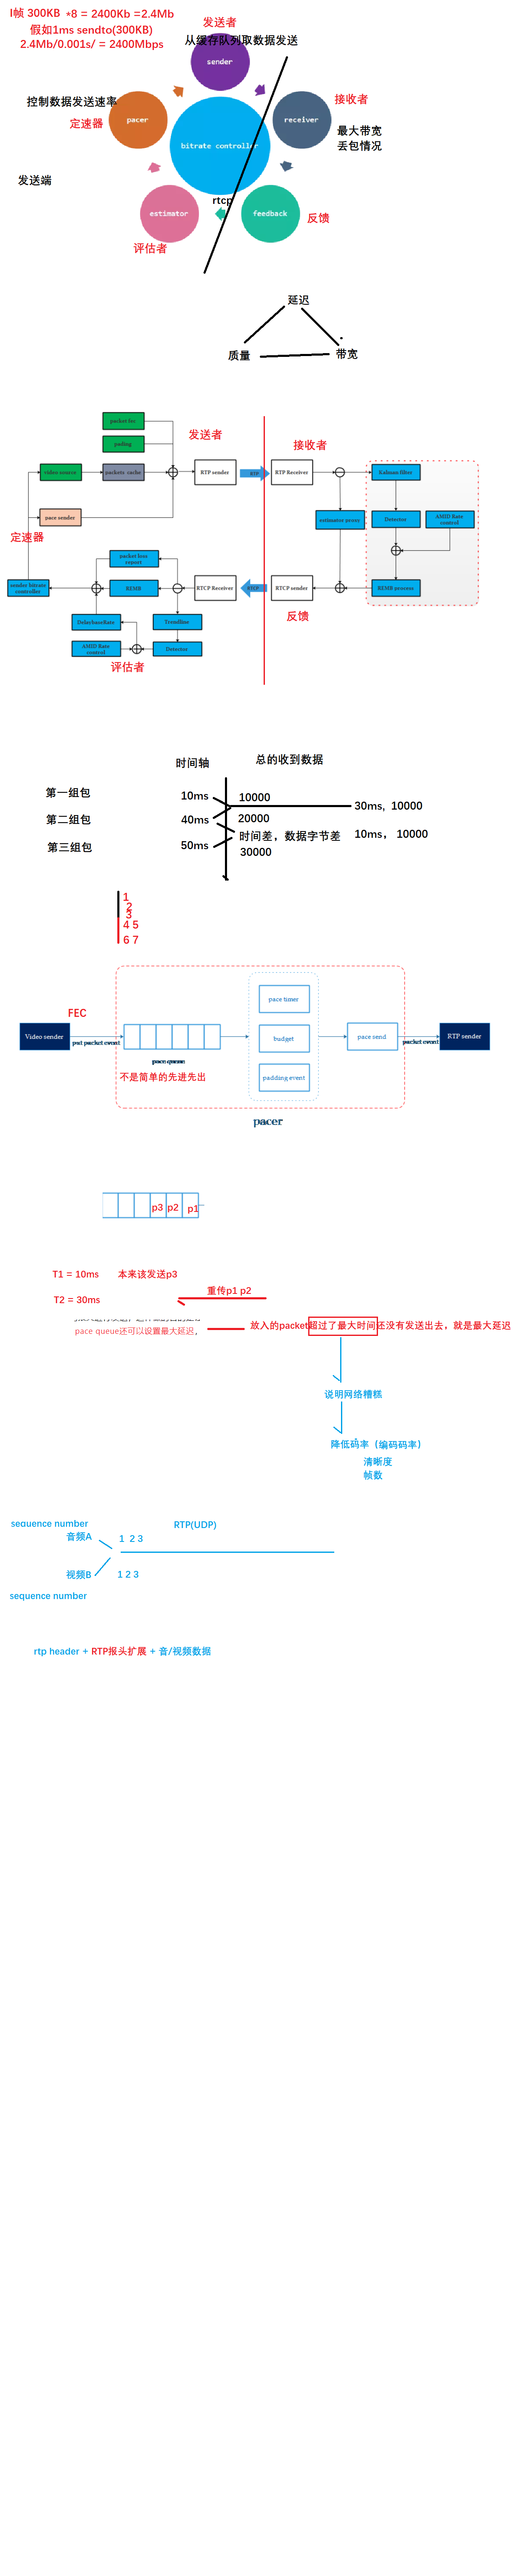 I帧 300KB *8 = 2400Kb =2.4Mb
假如1ms sendto(300KB)
2.4Mb/0.001s/ = 2400Mbps
发送者
从缓存队列取数据发送
sender
控制数据发送速率
定速器
pacer
receiver
接收者
最大带宽
丢包情况
bitrate controller
发送端
rtcp
estimator
feedback
反馈
评估者
延迟
质量
带宽
packet fec
pading
发送者
接收者
video source
packets cache
RTP sender
RTP
RTP Receiver
Kalman filter
pace sender
定速器
estimator proxy
Detector
AMID Rate control
packet loss report
sender bitrate controller
REMB
RTCP Receiver
RTCP
RTCP sender
REMB process
反馈
Delaybasedate
Trendline
AMID Rate control
Detector
评估者
时间轴
总的收到数据
第一组包
10ms
10000
30ms, 10000
第二组包
40ms
20000
时间差，数据字节差
10ms， 10000
第三组包
50ms
30000
1
2
3
4 5
6 7
FEC
Video sender
put packet event
pace queue
不是简单的先进先出
pace timer
budget
padding event
pace send
packet event
RTP sender
pacer
p3 p2 p1
T1 = 10ms 本来该发送p3
重传p1 p2
T2 = 30ms
pace queue还可以设置最大延迟，
放入的packet超过了最大时间还没有发送出去，就是最大延迟
说明网络糟糕
降低码率（编码码率）
清晰度
帧数
sequence number
RTP(UDP)
音频A
1 2 3
视频B
1 2 3
sequence number
rtp header + RTP报头扩展 + 音/视频数据